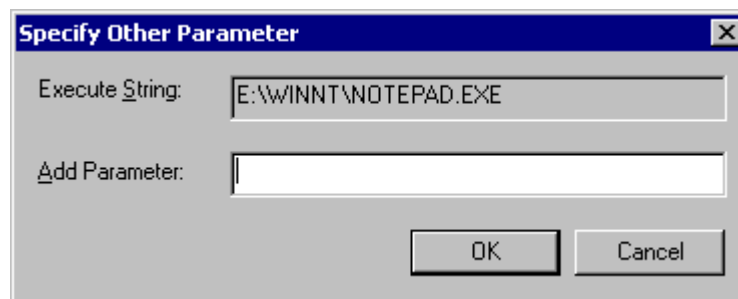 Specify Other Parameter
Execute String: E:\WINNT\NOTEPAD.EXE
Add Parameter:
OK Cancel